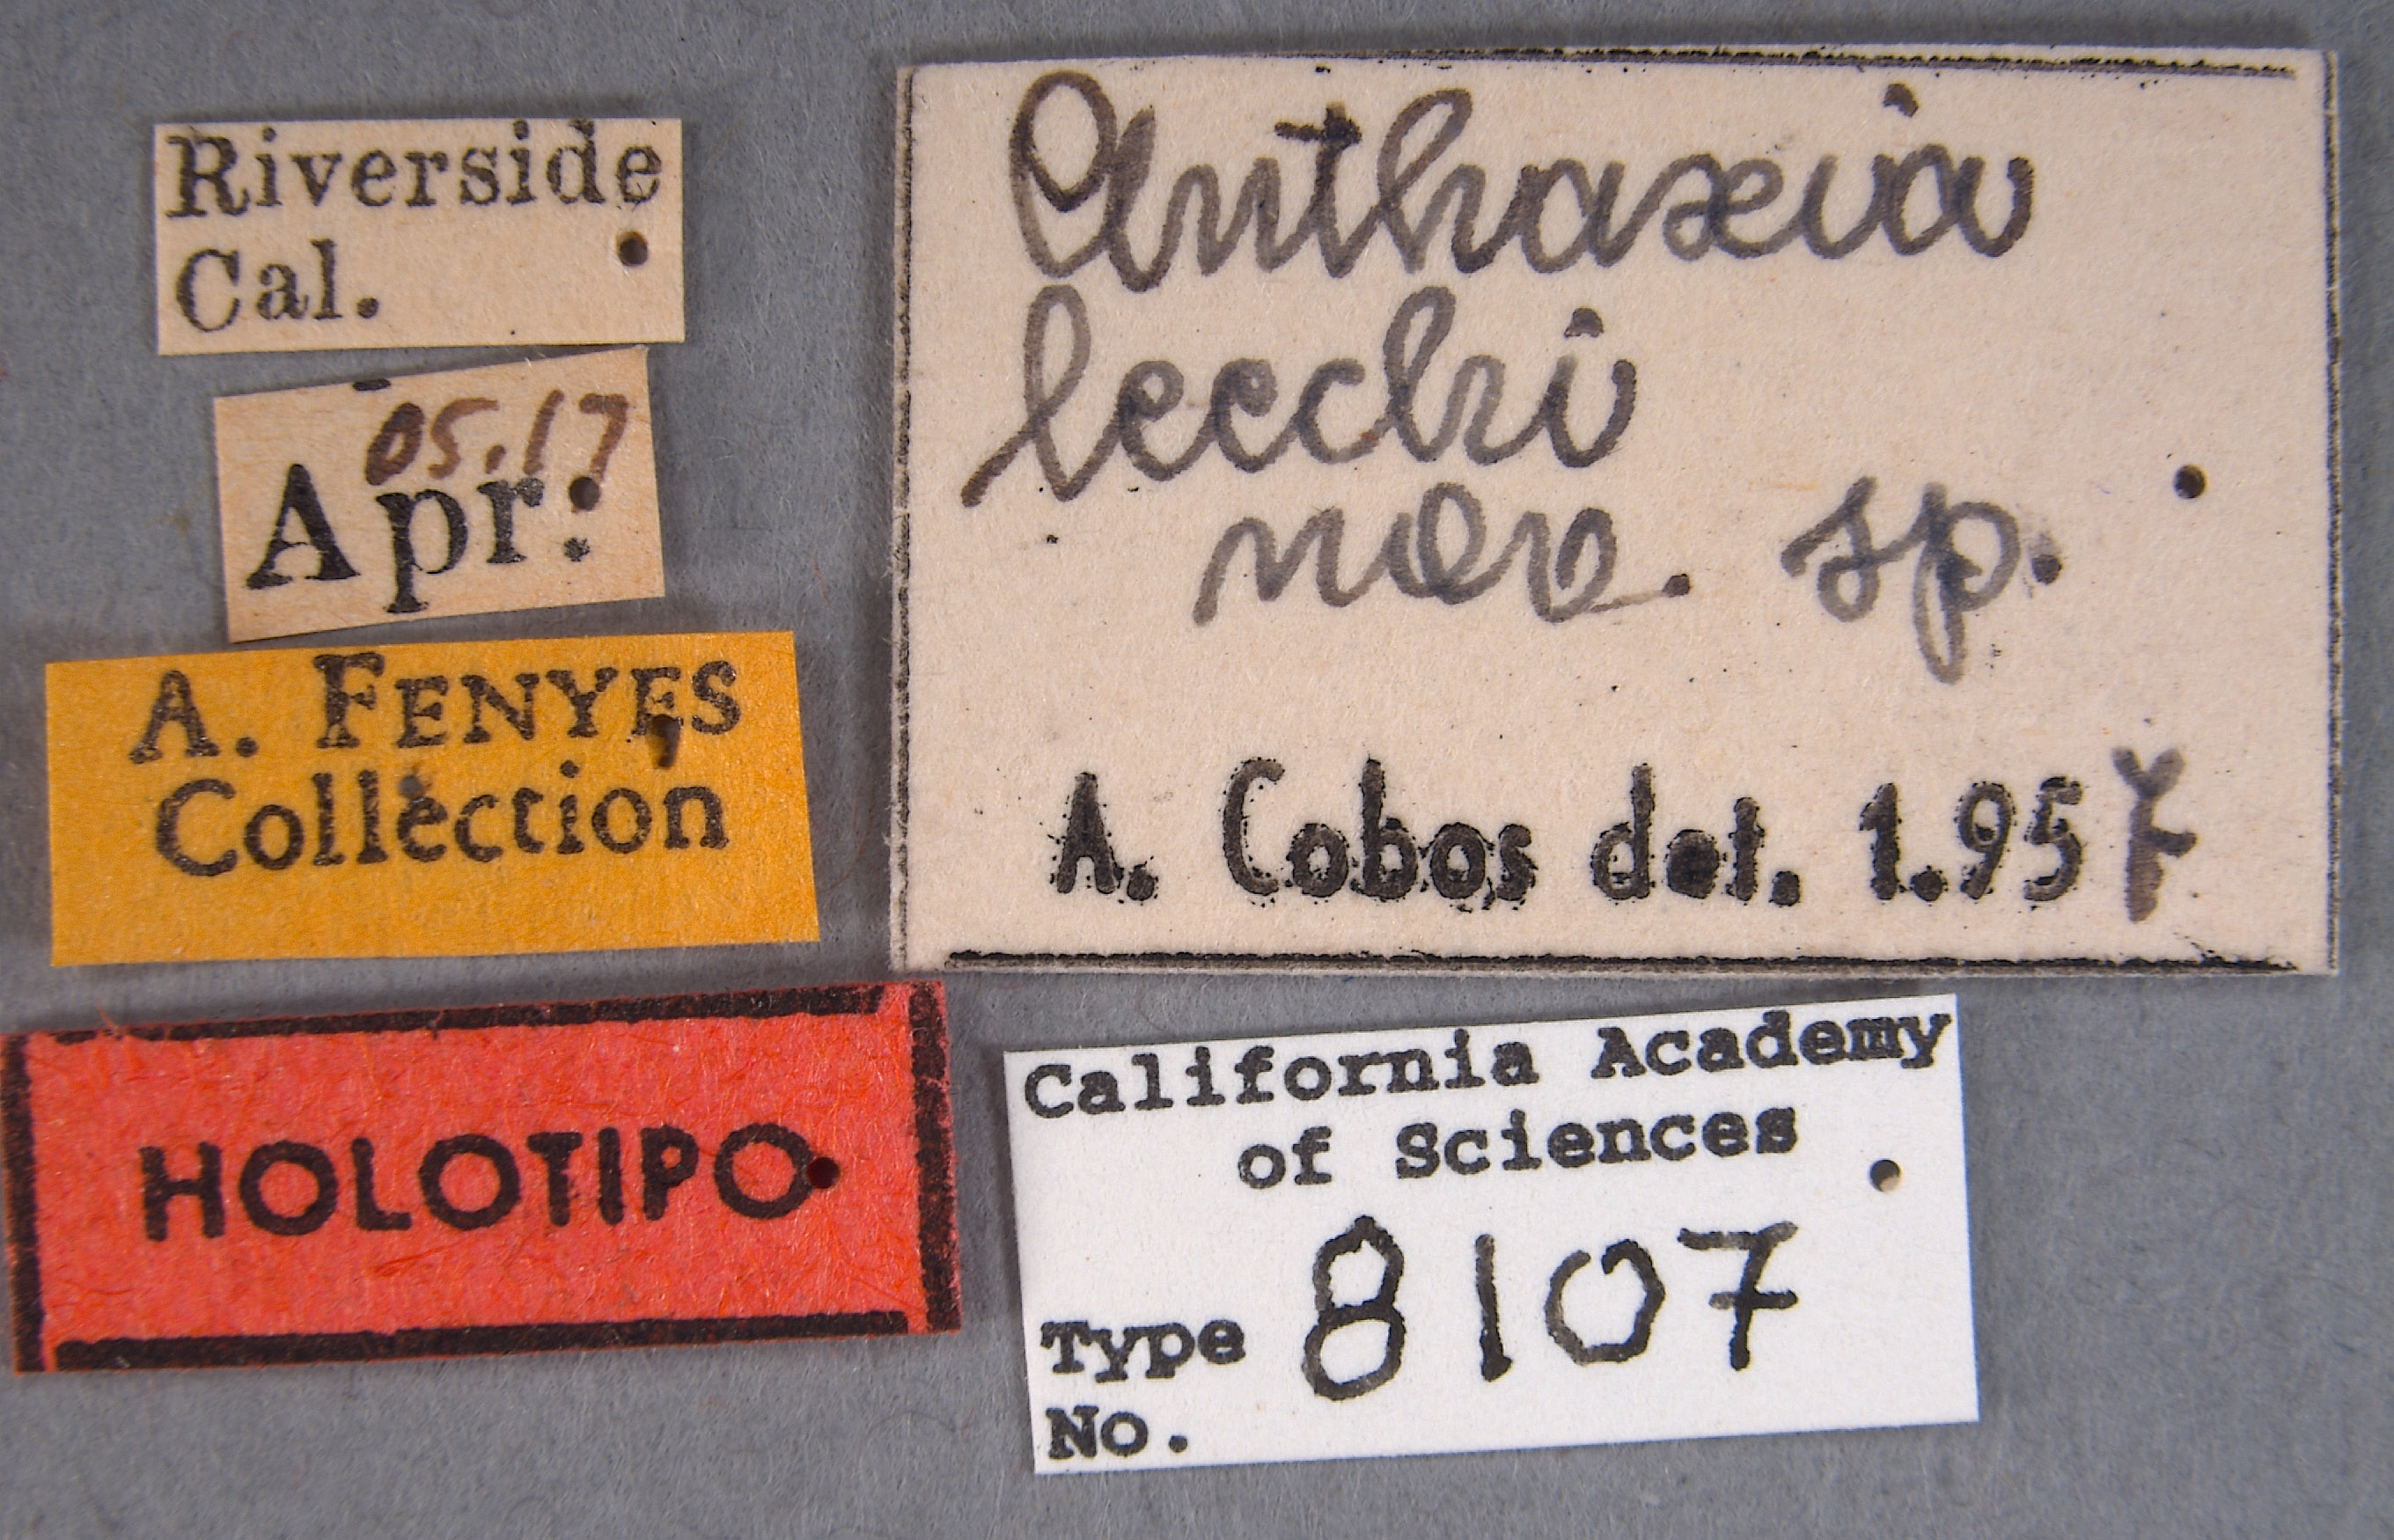 Riverside
Cal.
05.17
Apr.
A. FENYES
Collection
HOLOTIPO
Anthaxia
leechi
nov. sp.
A. Cobos det. 1.957
California Academy
of Sciences
Type 8107
No.